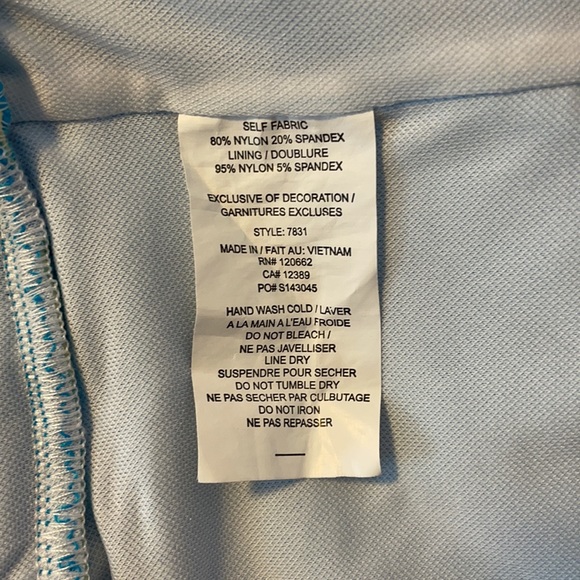 SELF FABRIC
80% NYLON 20% SPANDEX
LINING / DOUBLURE
95% NYLON 5% SPANDEX
EXCLUSIVE OF DECORATION /
GARNITURES EXCLUSES
STYLE: 7831
MADE IN / FAIT AU: VIETNAM
RN# 120662
CA# 12389
PO# S143045
HAND WASH COLD / LAVER
A LA MAIN A L'EAU FROIDE
DO NOT BLEACH /
NE PAS JAVELLISER
LINE DRY
SUSPENDRE POUR SECHER
DO NOT TUMBLE DRY
NE PAS SECHER PAR CULBUTAGE
DO NOT IRON
NE PAS REPASSER